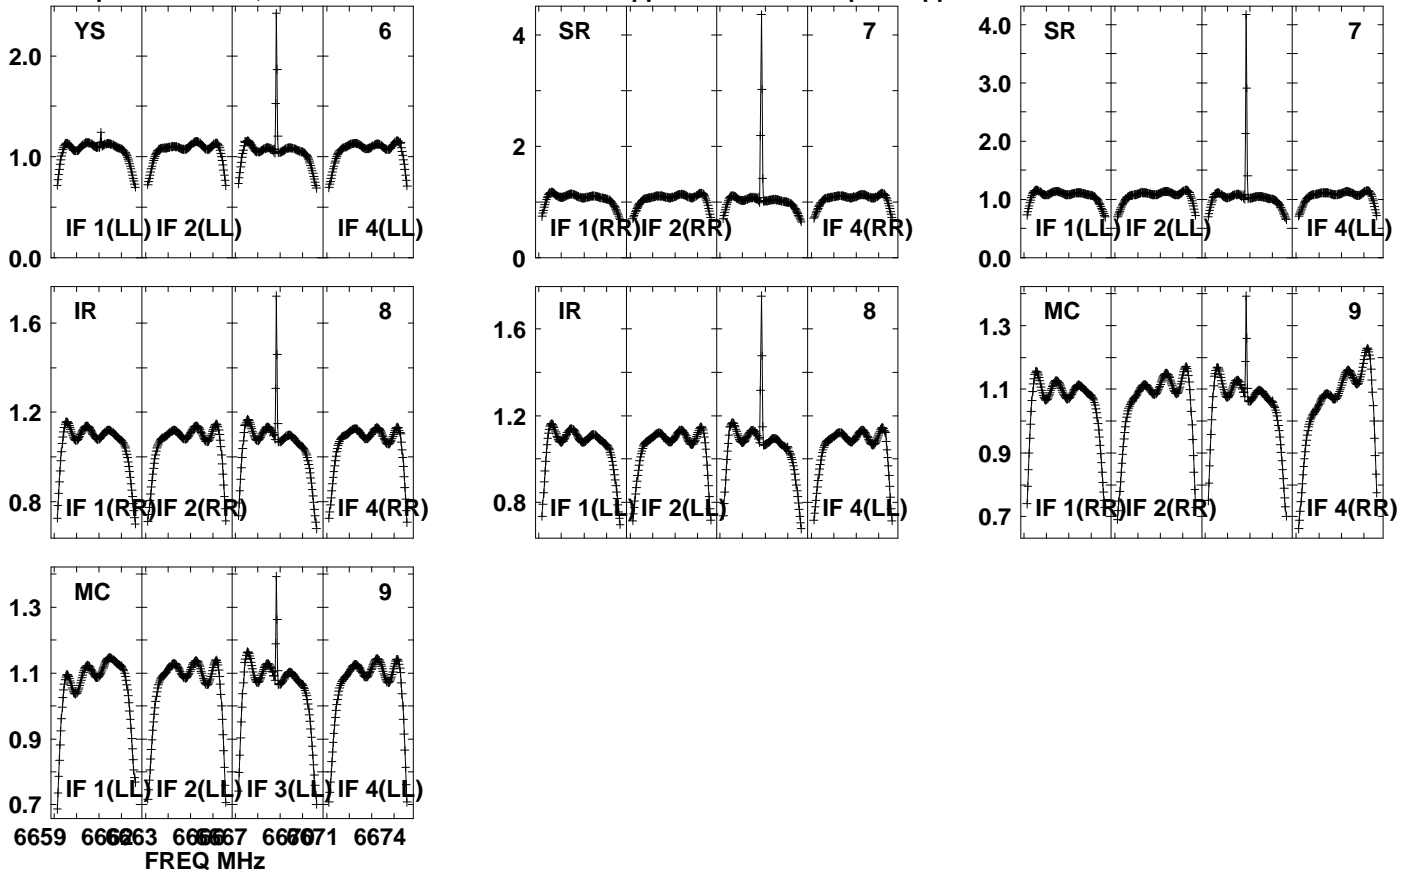 YS 6
2.0
1.0
0.0
IF 1(LL) IF 2(LL) IF 4(LL)
SR 7
4
2
0
IF 1(RR) IF 2(RR) IF 4(RR)
SR 7
4.0
3.0
2.0
1.0
0.0
IF 1(LL) IF 2(LL) IF 4(LL)
IR 8
1.6
1.2
0.8
IF 1(RR) IF 2(RR) IF 4(RR)
IR 8
1.6
1.2
0.8
IF 1(LL) IF 2(LL) IF 4(LL)
MC 9
1.3
1.1
0.9
0.7
IF 1(RR) IF 2(RR) IF 4(RR)
MC 9
1.3
1.1
0.9
0.7
IF 1(LL) IF 2(LL) IF 3(LL) IF 4(LL)
6659 6662 6663 6666 6667 6670 6671 6674
FREQ MHz